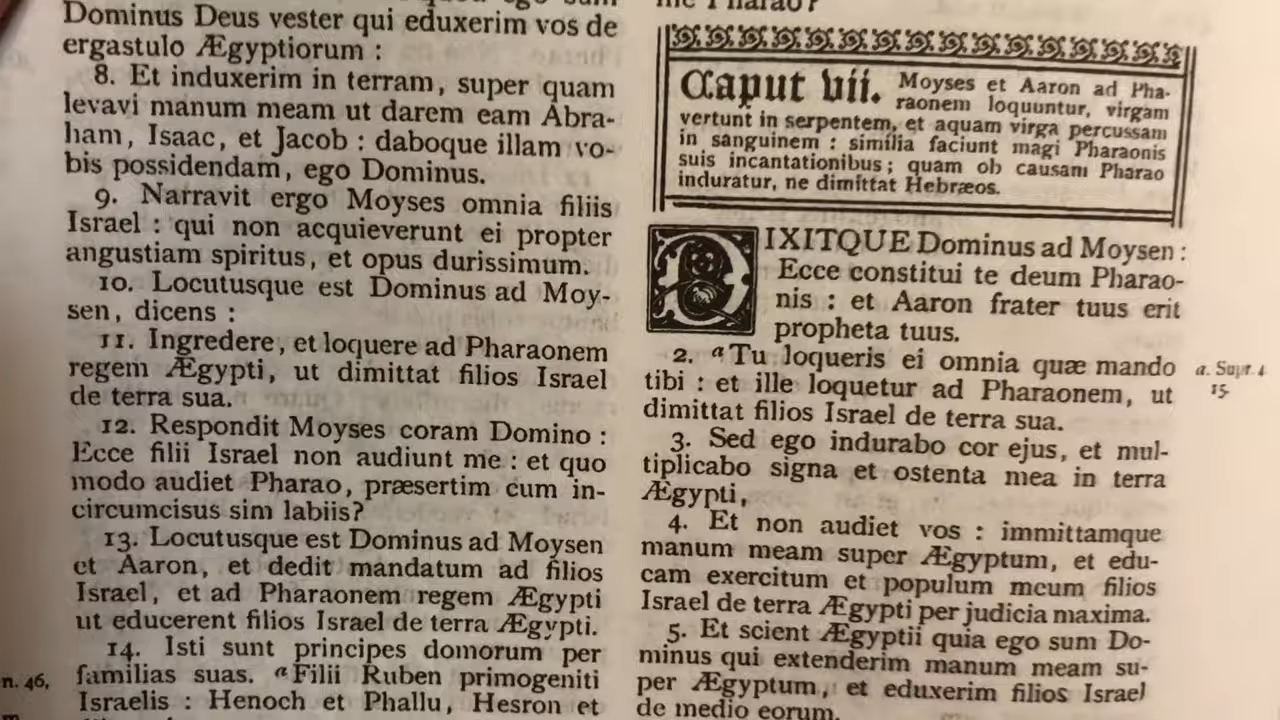 Dominus Deus vester qui eduxerim vos de
ergastulo Ægyptiorum :
8. Et induxerim in terram, super quam
levavi manum meam ut darem eam Abra-
ham, Isaac, et Jacob : daboque illam vo-
bis possidendam, ego Dominus.
9. Narravit ergo Moyses omnia filiis
Israel : qui non acquieverunt ei propter
angustiam spiritus, et opus durissimum.
10. Locutusque est Dominus ad Moy-
sen, dicens :
11. Ingredere, et loquere ad Pharaonem
regem Ægypti, ut dimittat filios Israel
de terra sua.
12. Respondit Moyses coram Domino :
Ecce filii Israel non audiunt me : et quo
modo audiet Pharao, præsertim cum in-
circumcisus sim labiis?
13. Locutusque est Dominus ad Moysen
et Aaron, et dedit mandatum ad filios
Israel, et ad Pharaonem regem Ægypti
ut educerent filios Israel de terra Ægypti.
14. Isti sunt principes domorum per
n. 46, familias suas. a Filii Ruben primogeniti
Israelis : Henoch et Phallu, Hesron et
Pharao?
Caput vii. Moyses et Aaron ad Pha-
raonem loquuntur, virgam
vertunt in serpentem, et aquam virga percussam
in sanguinem : similia faciunt magi Pharaonis
suis incantationibus ; quam ob causam Pharao
induratur, ne dimittat Hebræos.
DIXITQUE Dominus ad Moysen :
Ecce constitui te deum Pharao-
nis : et Aaron frater tuus erit
propheta tuus.
2. a Tu loqueris ei omnia quæ mando
tibi : et ille loquetur ad Pharaonem, ut
dimittat filios Israel de terra sua.
3. Sed ego indurabo cor ejus, et mul-
tiplicabo signa et ostenta mea in terra
Ægypti,
4. Et non audiet vos : immittamque
manum meam super Ægyptum, et edu-
cam exercitum et populum meum filios
Israel de terra Ægypti per judicia maxima.
5. Et scient Ægyptii quia ego sum Do-
minus qui extenderim manum meam su-
per Ægyptum, et eduxerim filios Israel
de medio eorum.
a. Supr. 4
15.